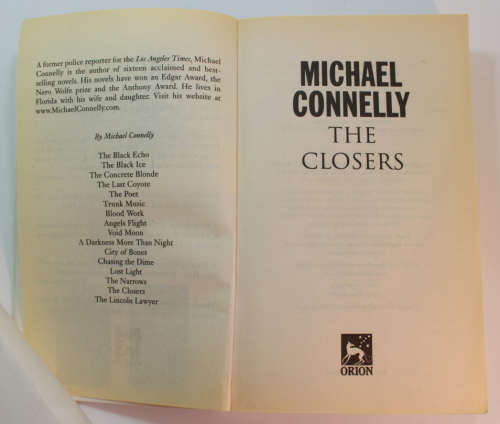 A former police reporter for the Los Angeles Times, Michael
Connelly is the author of sixteen acclaimed and best-
selling novels. His novels have won an Edgar Award, the
Nero Wolfe prize and the Anthony Award. He lives in
Florida with his wife and daughter. Visit his website at
www.MichaelConnelly.com.
By Michael Connelly
The Black Echo
The Black Ice
The Concrete Blonde
The Last Coyote
The Poet
Trunk Music
Blood Work
Angels Flight
Void Moon
A Darkness More Than Night
City of Bones
Chasing the Dime
Lost Light
The Narrows
The Closers
The Lincoln Lawyer
MICHAEL
CONNELLY
THE
CLOSERS
ORION